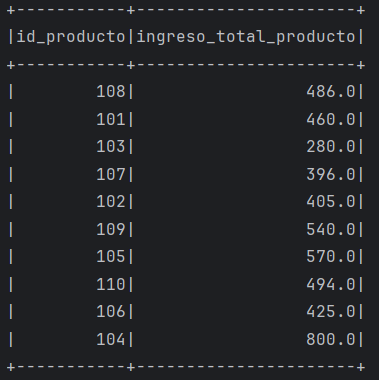 +-----------+----------------------+
|id_producto|ingreso_total_producto|
+-----------+----------------------+
|        108|                 486.0|
|        101|                 460.0|
|        103|                 280.0|
|        107|                 396.0|
|        102|                 405.0|
|        109|                 540.0|
|        105|                 570.0|
|        110|                 494.0|
|        106|                 425.0|
|        104|                 800.0|
+-----------+----------------------+